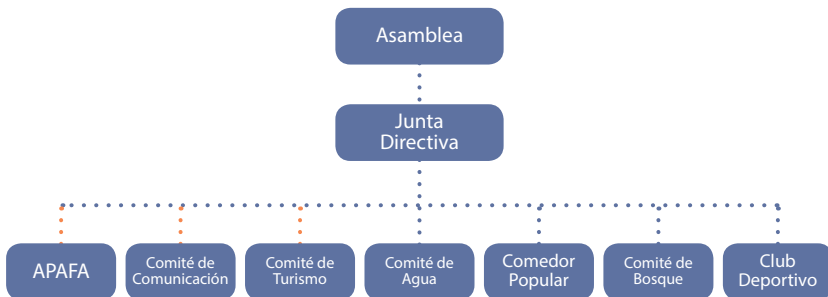 Asamblea
Junta
Directiva
APAFA
Comité de
Comunicación
Comité de
Turismo
Comité de
Agua
Comedor
Popular
Comité de
Bosque
Club
Deportivo